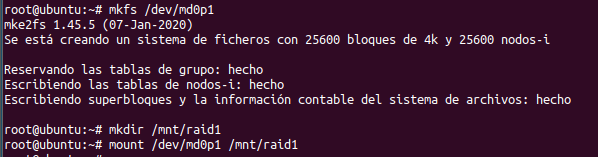 root@ubuntu:~# mkfs /dev/md0p1
mke2fs 1.45.5 (07-Jan-2020)
Se está creando un sistema de ficheros con 25600 bloques de 4k y 25600 nodos-i

Reservando las tablas de grupo: hecho
Escribiendo las tablas de nodos-i: hecho
Escribiendo superbloques y la información contable del sistema de archivos: hecho

root@ubuntu:~# mkdir /mnt/raid1
root@ubuntu:~# mount /dev/md0p1 /mnt/raid1